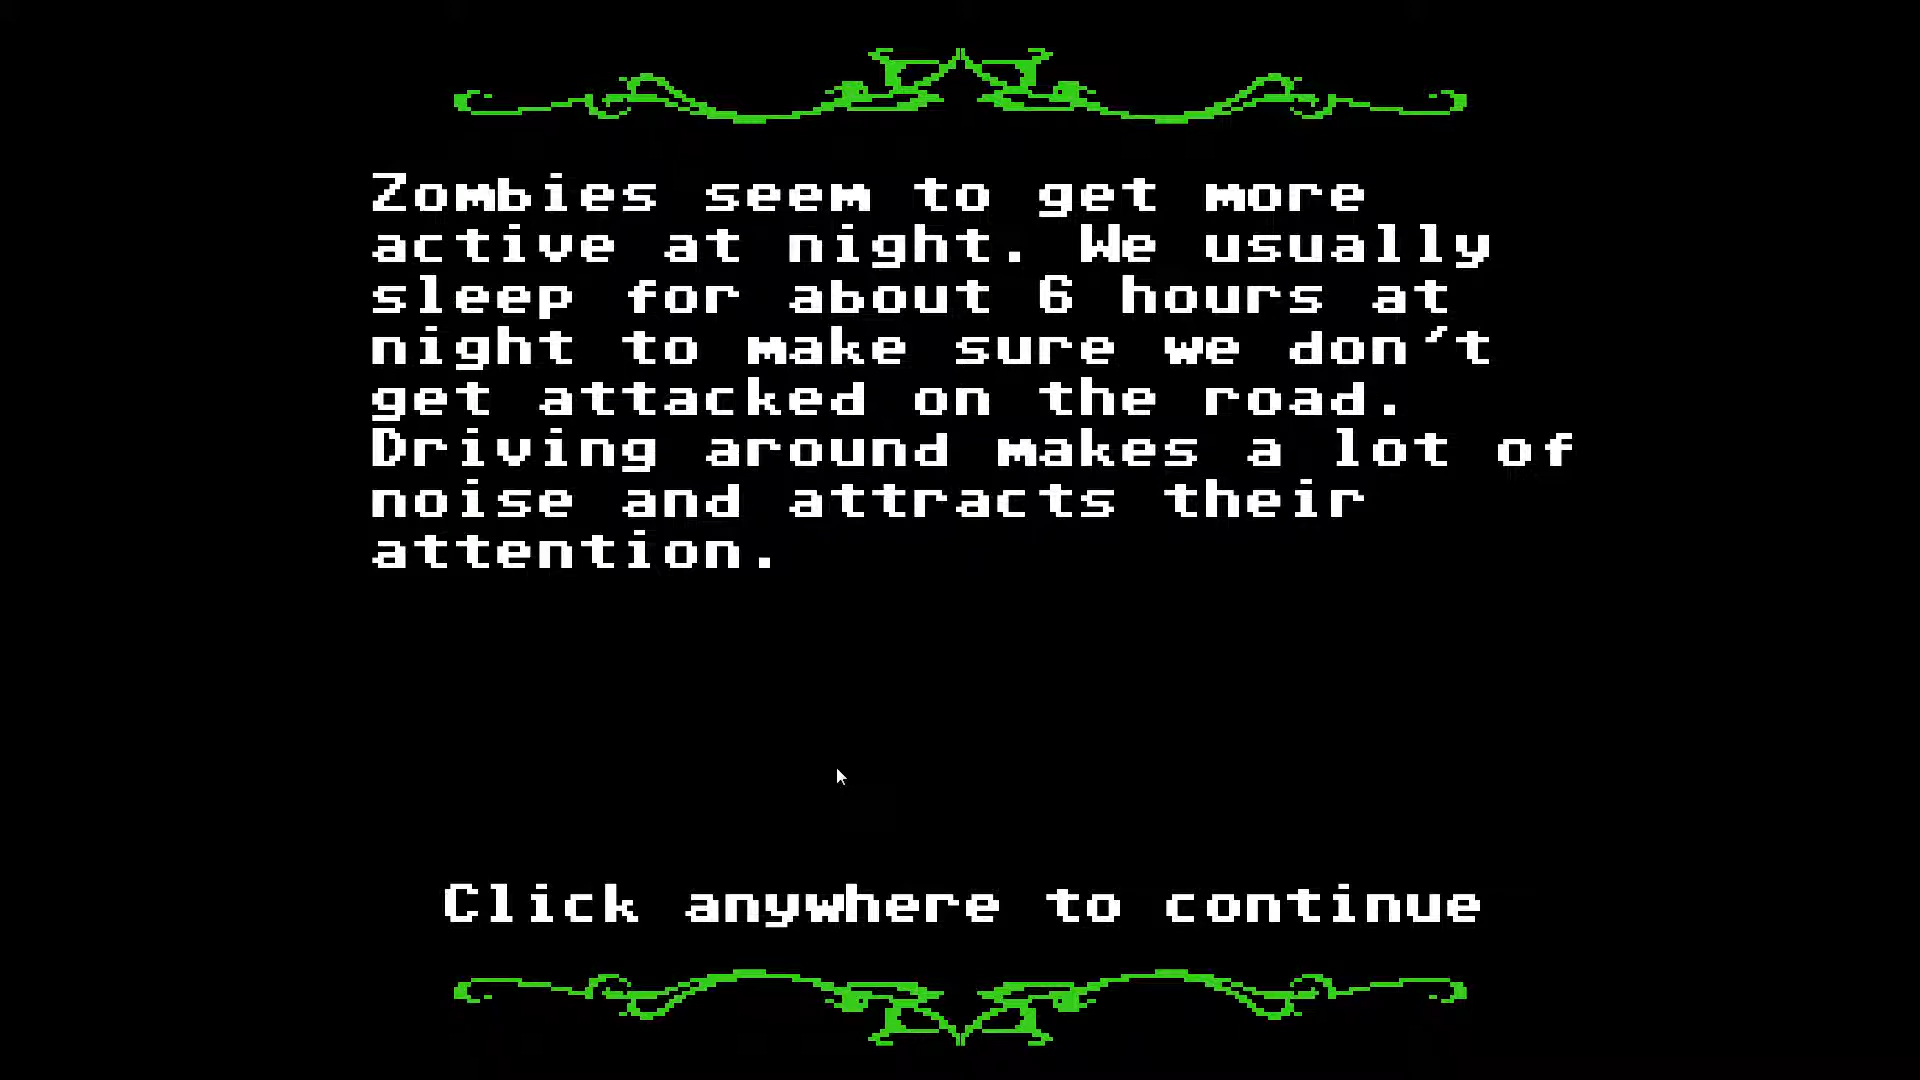 Zombies seem to get more
active at night. We usually
sleep for about 6 hours at
night to make sure we don't
get attacked on the road.
Driving around makes a lot of
noise and attracts their
attention.
Click anywhere to continue